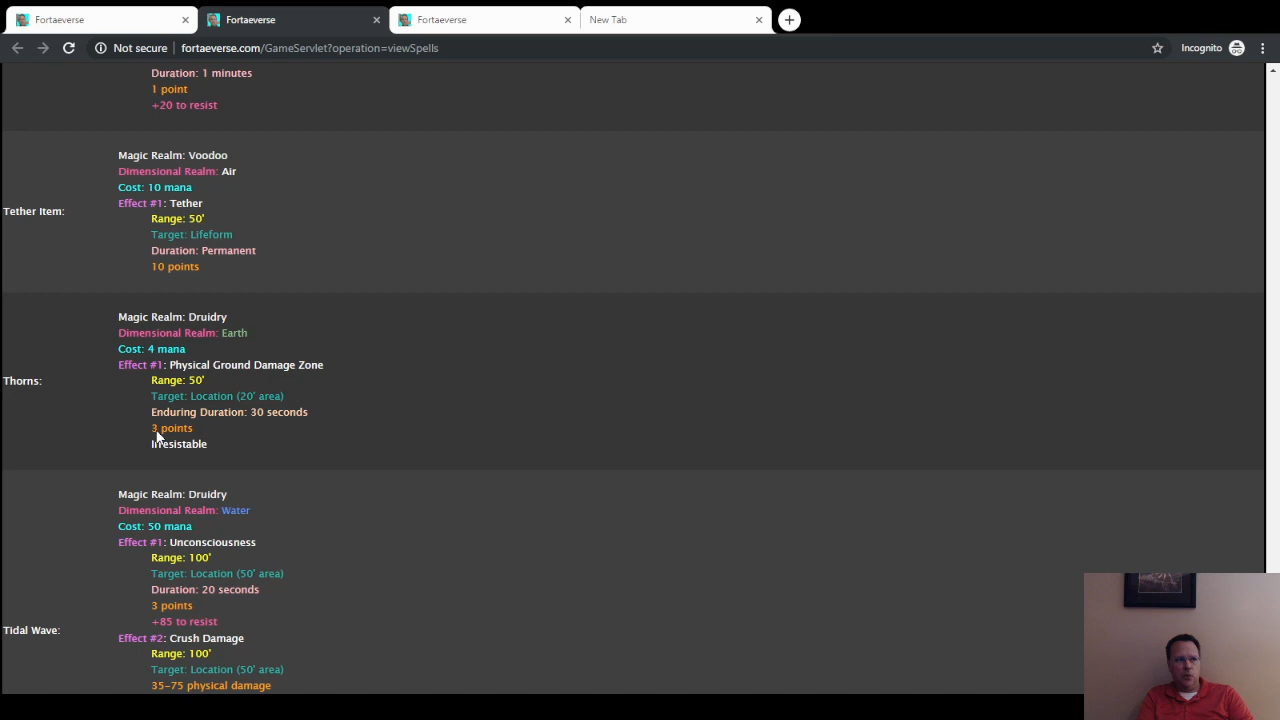 Fortaeverse
Fortaeverse
Fortaeverse
New Tab
Not secure | fortaeverse.com/GameServlet?operation=viewSpells
Incognito
Duration: 1 minutes
1 point
+20 to resist
Tether Item:
Magic Realm: Voodoo
Dimensional Realm: Air
Cost: 10 mana
Effect #1: Tether
Range: 50'
Target: Lifeform
Duration: Permanent
10 points
Thorns:
Magic Realm: Druidry
Dimensional Realm: Earth
Cost: 4 mana
Effect #1: Physical Ground Damage Zone
Range: 50'
Target: Location (20' area)
Enduring Duration: 30 seconds
3 points
Irresistable
Tidal Wave:
Magic Realm: Druidry
Dimensional Realm: Water
Cost: 50 mana
Effect #1: Unconsciousness
Range: 100'
Target: Location (50' area)
Duration: 20 seconds
3 points
+85 to resist
Effect #2: Crush Damage
Range: 100'
Target: Location (50' area)
35-75 physical damage